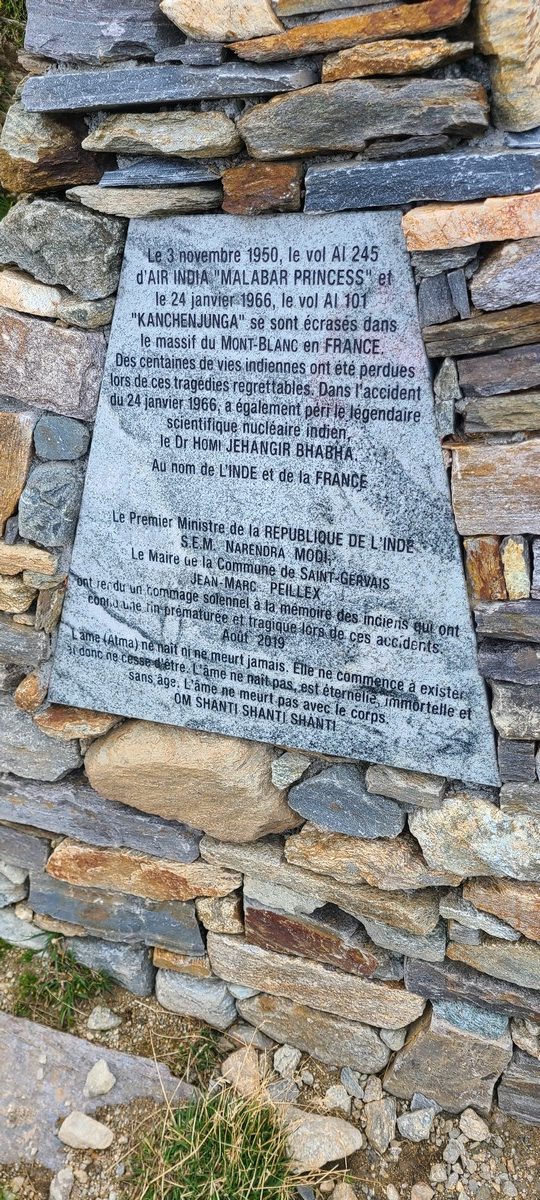 Le 3 novembre 1950, le vol AI 245
d'AIR INDIA "MALABAR PRINCESS" et
le 24 janvier 1966, le vol AI 101
"KANCHENJUNGA" se sont écrasés dans
le massif du MONT-BLANC en FRANCE.
Des centaines de vies indiennes ont été perdues
lors de ces tragédies regrettables. Dans l'accident
du 24 janvier 1966, a également péri le légendaire
scientifique nucléaire indien,
le Dr HOMI JEHANGIR BHABHA.
Au nom de L'INDE et de la FRANCE
Le Premier Ministre de la REPUBLIQUE DE L'INDE
S.E.M. NARENDRA MODI,
Le Maire de la Commune de SAINT-GERVAIS
JEAN-MARC PEILLEX
ont rendu un hommage solennel à la mémoire des indiens qui ont
connu une fin prématurée et tragique lors de ces accidents.
Août 2019
L'âme (Atma) ne nait ni ne meurt jamais. Elle ne commence à exister
si donc ne cesse d'être. L'âme ne nait pas, est éternelle, immortelle et
sans âge. L'âme ne meurt pas avec le corps.
OM SHANTI SHANTI SHANTI